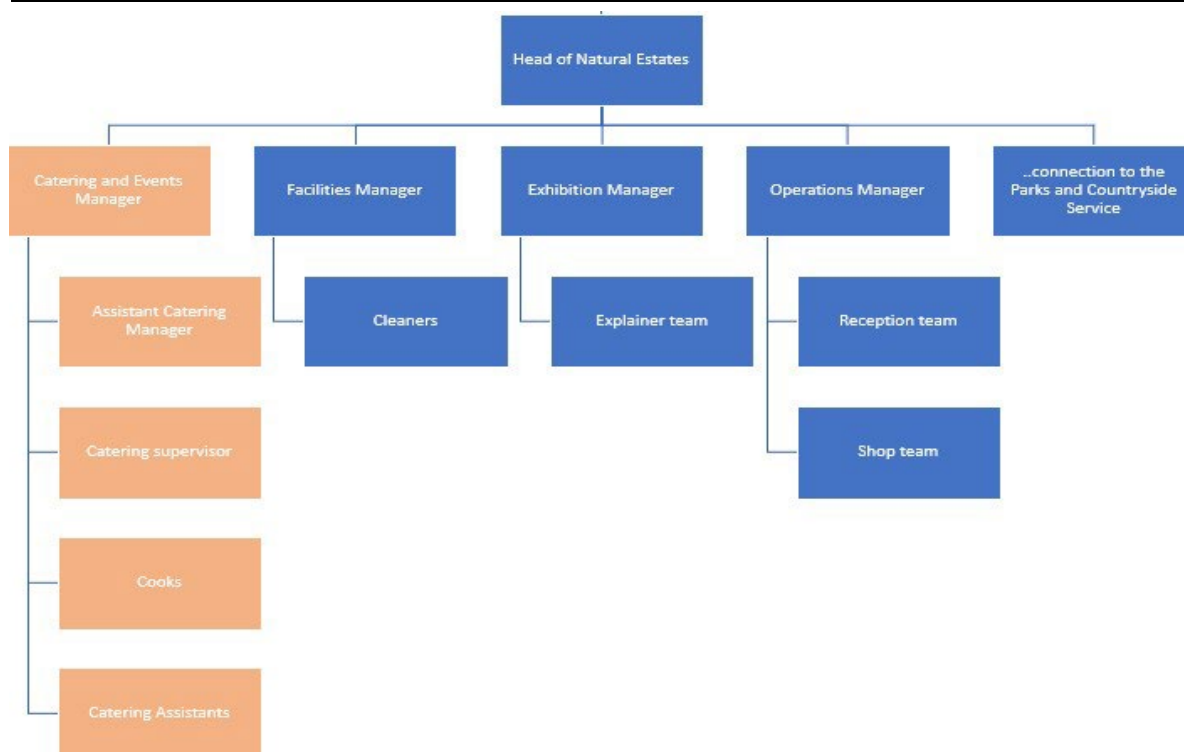 Head of Natural Estates
Catering and Events
Manager
Facilities Manager
Exhibition Manager
Operations Manager
..connection to the
Parks and Countryside
Service
Assistant Catering
Manager
Cleaners
Explainer team
Reception team
Catering supervisor
Shop team
Cooks
Catering Assistants